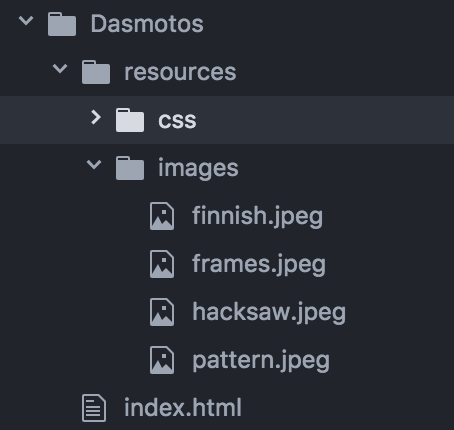 Dasmotos
resources
css
images
finnish.jpeg
frames.jpeg
hacksaw.jpeg
pattern.jpeg
index.html